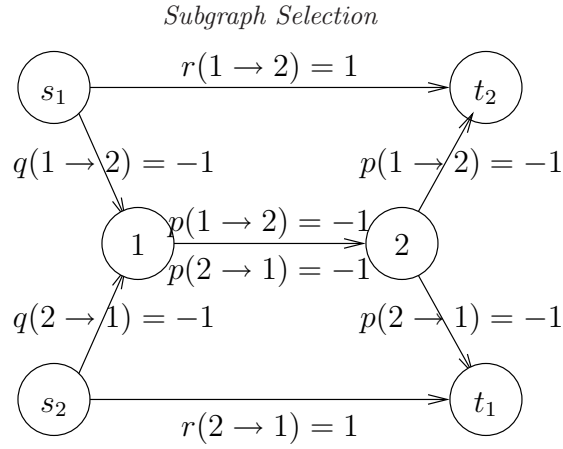 Subgraph Selection
r(1 → 2) = 1
s₁
t₂
q(1 → 2) = −1
p(1 → 2) = −1
p(1 → 2) = −1
1
2
p(2 → 1) = −1
q(2 → 1) = −1
p(2 → 1) = −1
s₂
t₁
r(2 → 1) = 1